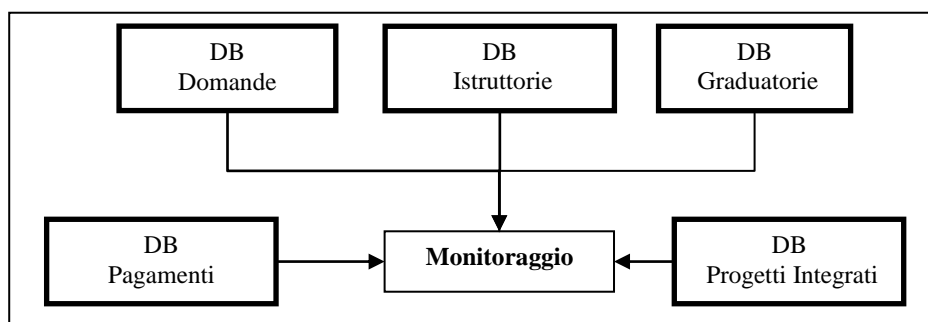 DB
Domande
DB
Istruttorie
DB
Graduatorie
DB
Pagamenti
Monitoraggio
DB
Progetti Integrati